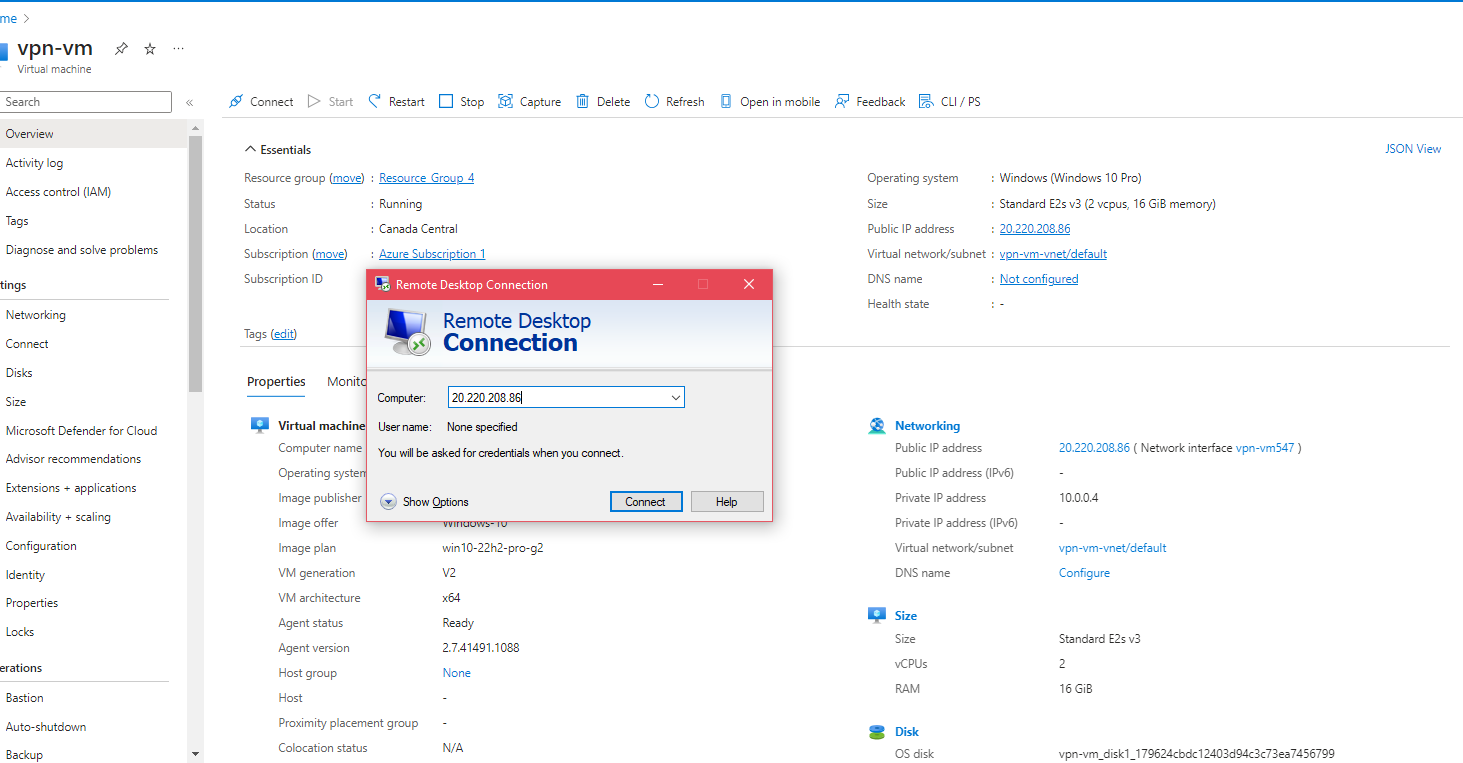 me >
vpn-vm
Virtual machine
Search
Connect Start Restart Stop Capture Delete Refresh Open in mobile Feedback CLI / PS
Overview
Activity log
Access control (IAM)
Tags
Diagnose and solve problems
tings
Networking
Connect
Disks
Size
Microsoft Defender for Cloud
Advisor recommendations
Extensions + applications
Availability + scaling
Configuration
Identity
Properties
Locks
erations
Bastion
Auto-shutdown
Backup
Essentials
JSON View
Resource group (move) : Resource_Group_4
Status : Running
Location : Canada Central
Subscription (move) : Azure Subscription 1
Subscription ID
Tags (edit)
Operating system : Windows (Windows 10 Pro)
Size : Standard E2s v3 (2 vcpus, 16 GiB memory)
Public IP address : 20.220.208.86
Virtual network/subnet : vpn-vm-vnet/default
DNS name : Not configured
Health state : -
Remote Desktop Connection
Remote Desktop
Connection
Computer: 20.220.208.86
User name: None specified
You will be asked for credentials when you connect.
Show Options Connect Help
Properties Monito
Virtual machine
Computer name
Operating system
Image publisher
Image offer Windows-10
Image plan win10-22h2-pro-g2
VM generation V2
VM architecture x64
Agent status Ready
Agent version 2.7.41491.1088
Host group None
Host -
Proximity placement group -
Colocation status N/A
Networking
Public IP address 20.220.208.86 ( Network interface vpn-vm547 )
Public IP address (IPv6) -
Private IP address 10.0.0.4
Private IP address (IPv6) -
Virtual network/subnet vpn-vm-vnet/default
DNS name Configure
Size
Size Standard E2s v3
vCPUs 2
RAM 16 GiB
Disk
OS disk vpn-vm_disk1_179624cbdc12403d94c3c73ea7456799